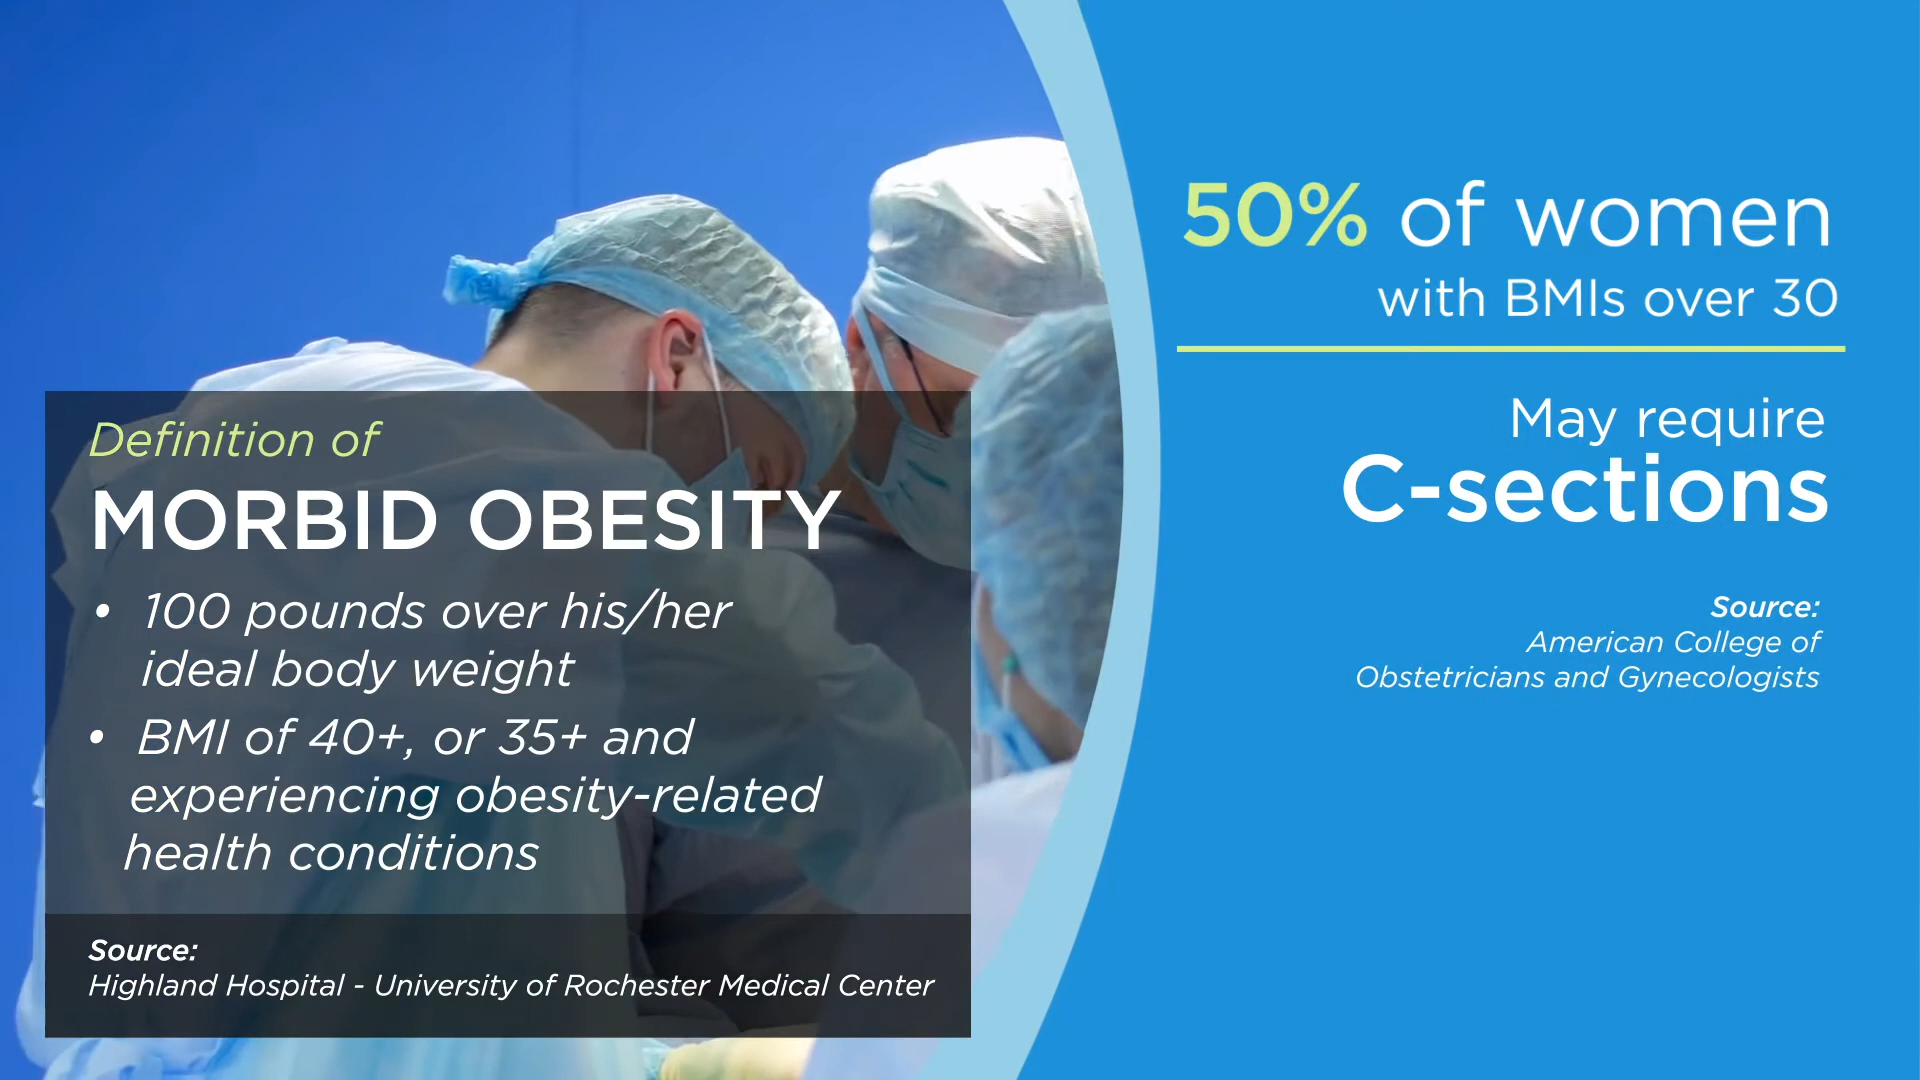 Definition of
MORBID OBESITY
• 100 pounds over his/her
ideal body weight
• BMI of 40+, or 35+ and
experiencing obesity-related
health conditions
Source:
Highland Hospital - University of Rochester Medical Center
50% of women
with BMIs over 30
May require
C-sections
Source:
American College of
Obstetricians and Gynecologists